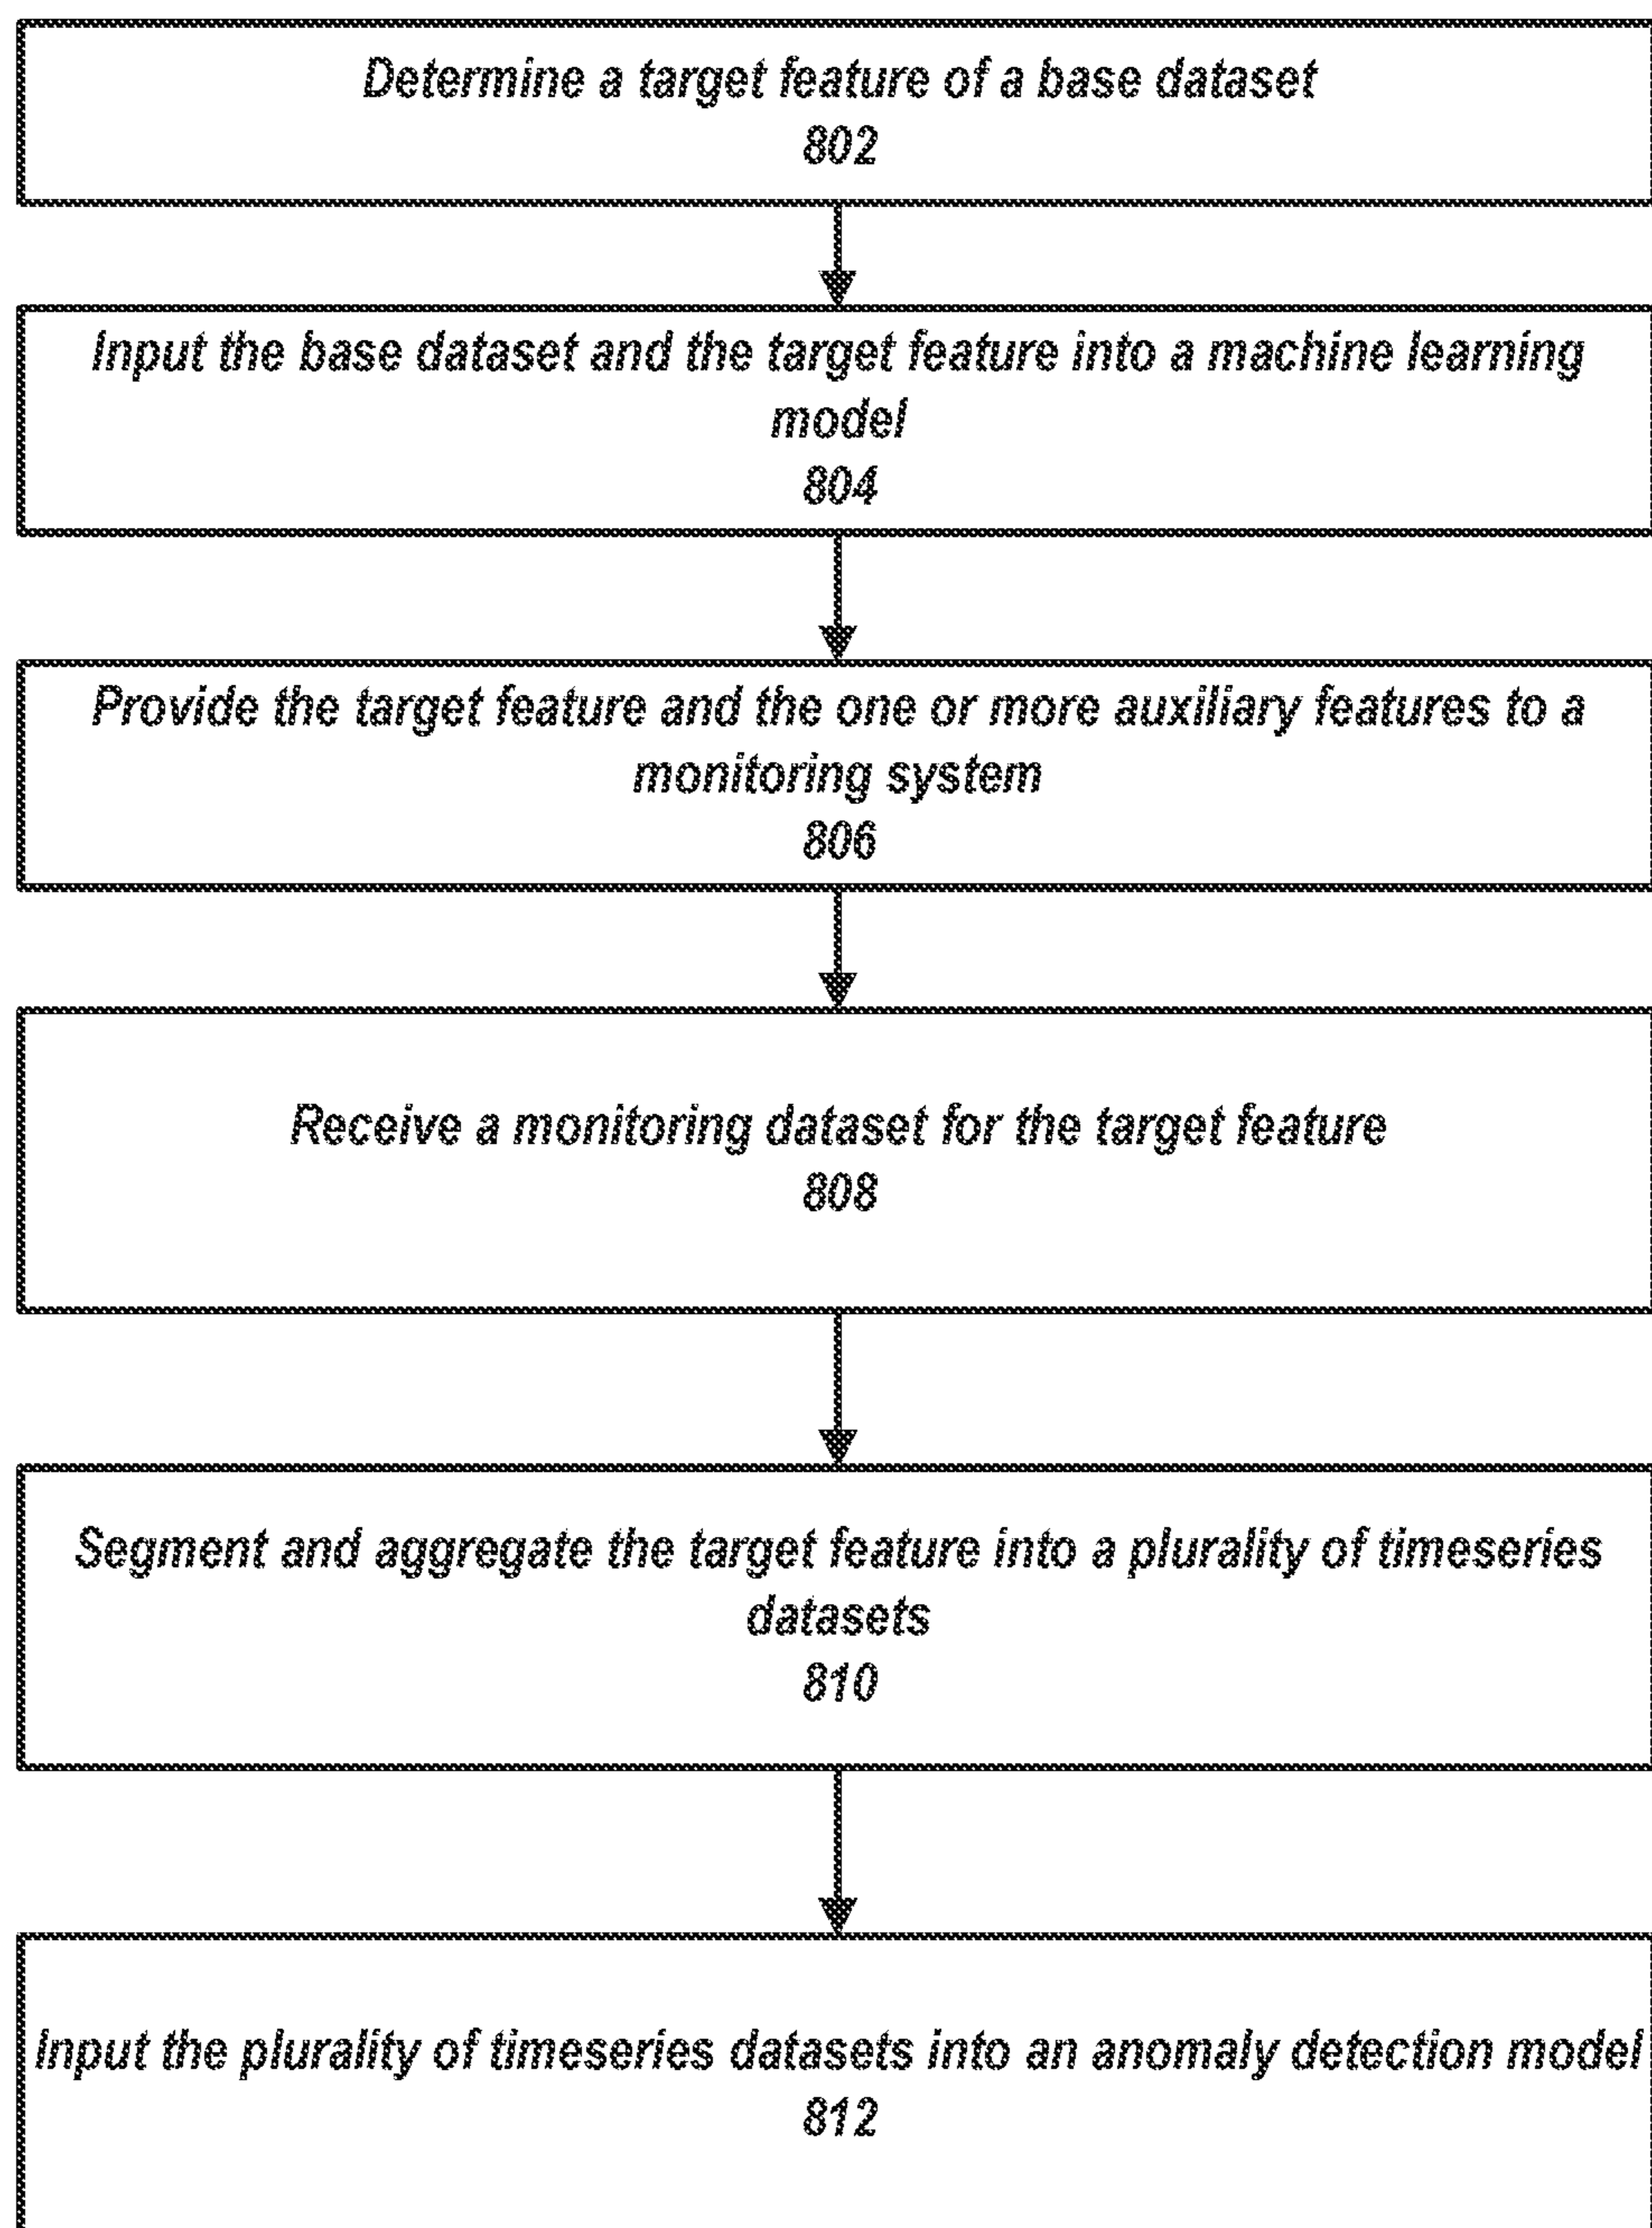 Determine a target feature of a base dataset
802
Input the base dataset and the target feature into a machine learning
model
804
Provide the target feature and the one or more auxiliary features to a
monitoring system
806
Receive a monitoring dataset for the target feature
808
Segment and aggregate the target feature into a plurality of timeseries
datasets
810
Input the plurality of timeseries datasets into an anomaly detection model
812